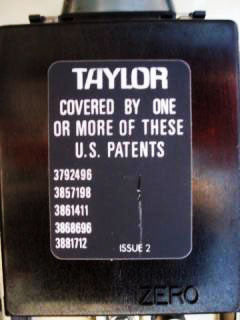 TAYLOR
COVERED BY ONE
OR MORE OF THESE
U.S. PATENTS
3792496
3857198
3861411
3868696
3881712
ISSUE 2
ZERO